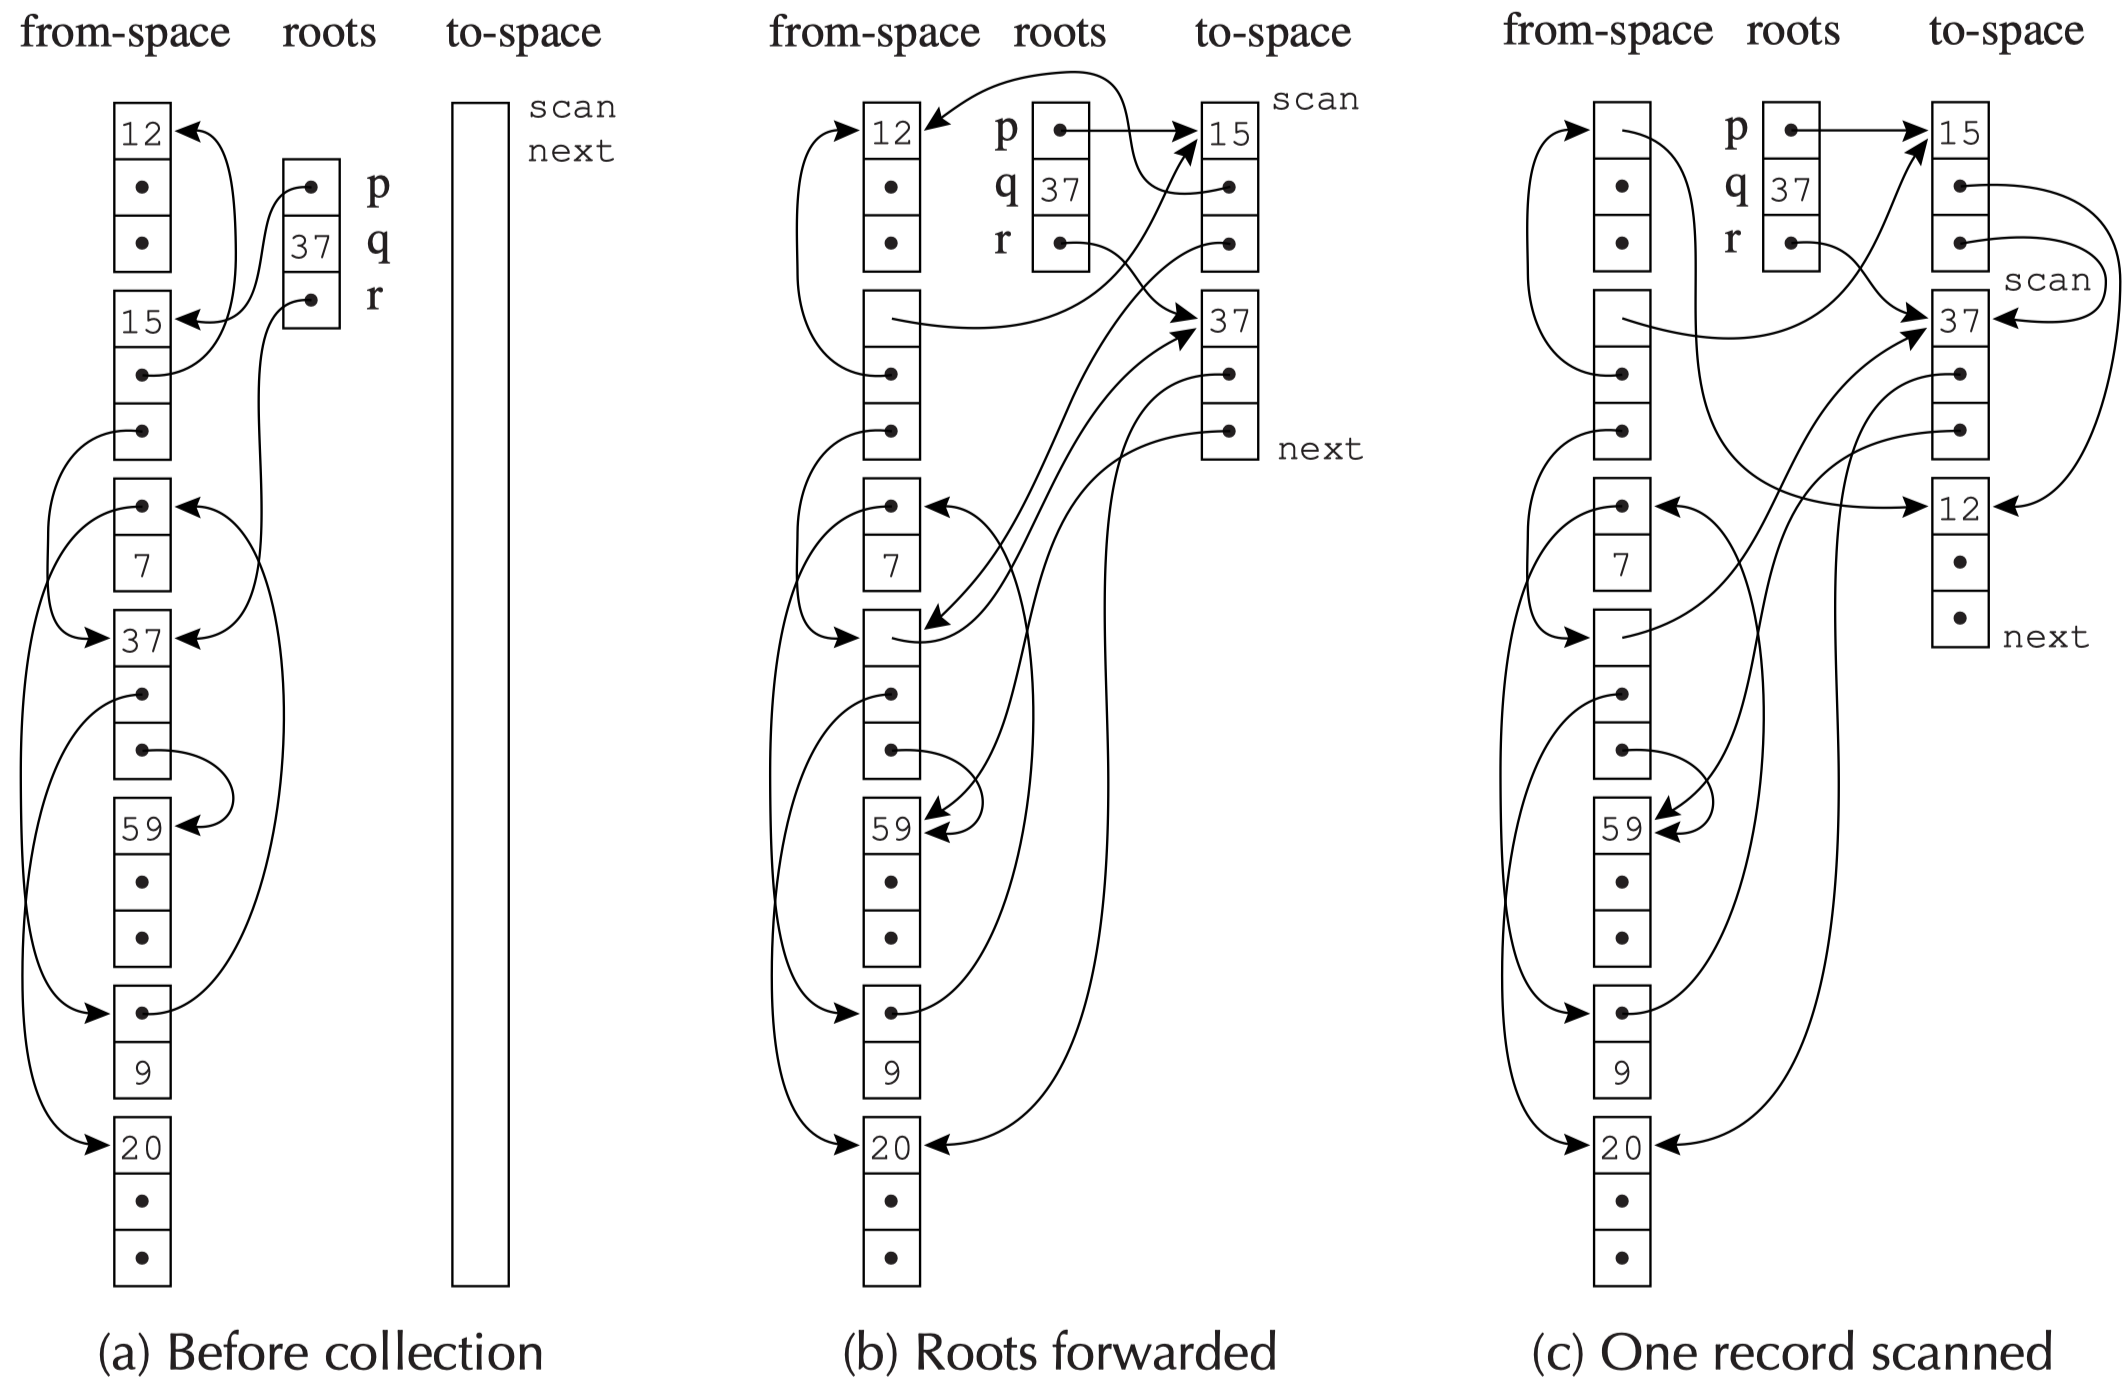 from-space roots to-space
12
scan
next
p
37 q
r
15
7
37
59
9
20
(a) Before collection
from-space roots to-space
scan
12 p 15
q 37
r
37
next
7
59
9
20
(b) Roots forwarded
from-space roots to-space
p 15
q 37
r
scan
37
12
7
next
59
9
20
(c) One record scanned